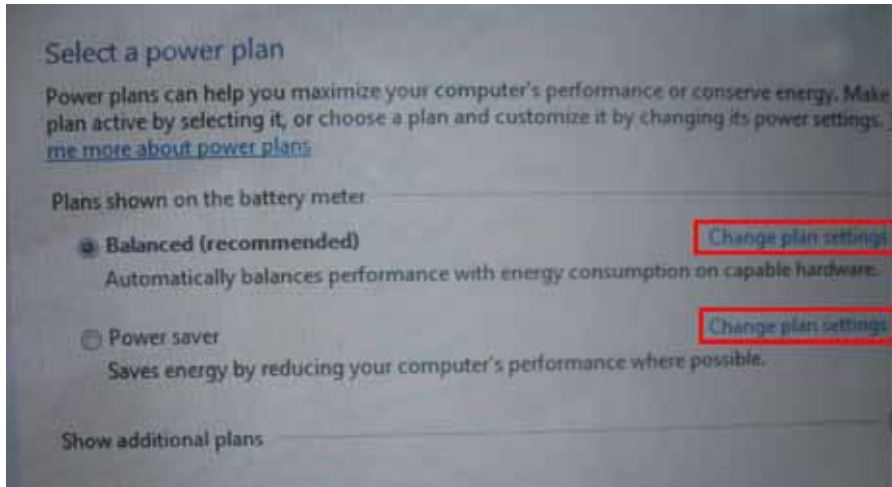 Select a power plan
Power plans can help you maximize your computer's performance or conserve energy. Make
plan active by selecting it, or choose a plan and customize it by changing its power settings.
me more about power plans
Plans shown on the battery meter
Balanced (recommended)
Change plan settings
Automatically balances performance with energy consumption on capable hardware.
Power saver
Change plan settings
Saves energy by reducing your computer's performance where possible.
Show additional plans